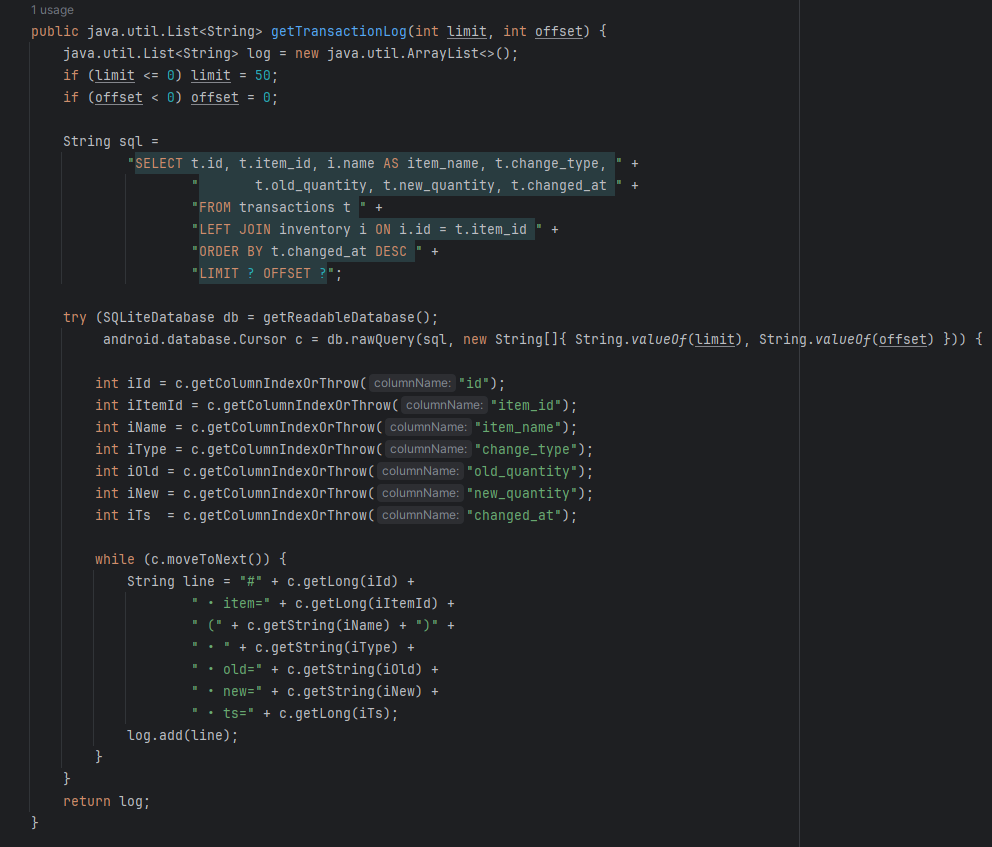 1 usage
public java.util.List<String> getTransactionLog(int limit, int offset) {
    java.util.List<String> log = new java.util.ArrayList<>();
    if (limit <= 0) limit = 50;
    if (offset < 0) offset = 0;

    String sql =
            "SELECT t.id, t.item_id, i.name AS item_name, t.change_type, " +
                    "       t.old_quantity, t.new_quantity, t.changed_at " +
                    "FROM transactions t " +
                    "LEFT JOIN inventory i ON i.id = t.item_id " +
                    "ORDER BY t.changed_at DESC " +
                    "LIMIT ? OFFSET ?";

    try (SQLiteDatabase db = getReadableDatabase();
         android.database.Cursor c = db.rawQuery(sql, new String[]{ String.valueOf(limit), String.valueOf(offset) })) {

        int iId = c.getColumnIndexOrThrow( columnName: "id");
        int iItemId = c.getColumnIndexOrThrow( columnName: "item_id");
        int iName = c.getColumnIndexOrThrow( columnName: "item_name");
        int iType = c.getColumnIndexOrThrow( columnName: "change_type");
        int iOld = c.getColumnIndexOrThrow( columnName: "old_quantity");
        int iNew = c.getColumnIndexOrThrow( columnName: "new_quantity");
        int iTs  = c.getColumnIndexOrThrow( columnName: "changed_at");

        while (c.moveToNext()) {
            String line = "#" + c.getLong(iId) +
                    " • item=" + c.getLong(iItemId) +
                    " (" + c.getString(iName) + ")" +
                    " • " + c.getString(iType) +
                    " • old=" + c.getString(iOld) +
                    " • new=" + c.getString(iNew) +
                    " • ts=" + c.getLong(iTs);
            log.add(line);
        }
    }
    return log;
}